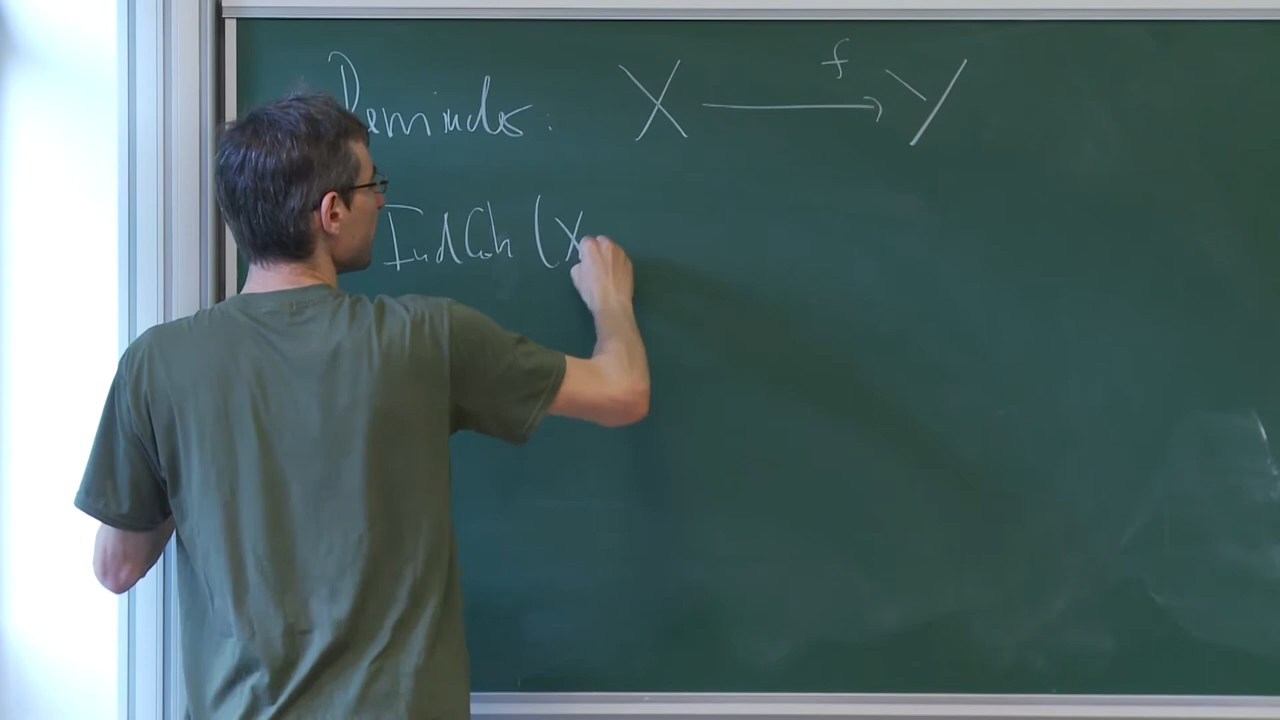 Reminder: X → Y
f
IndCoh (X